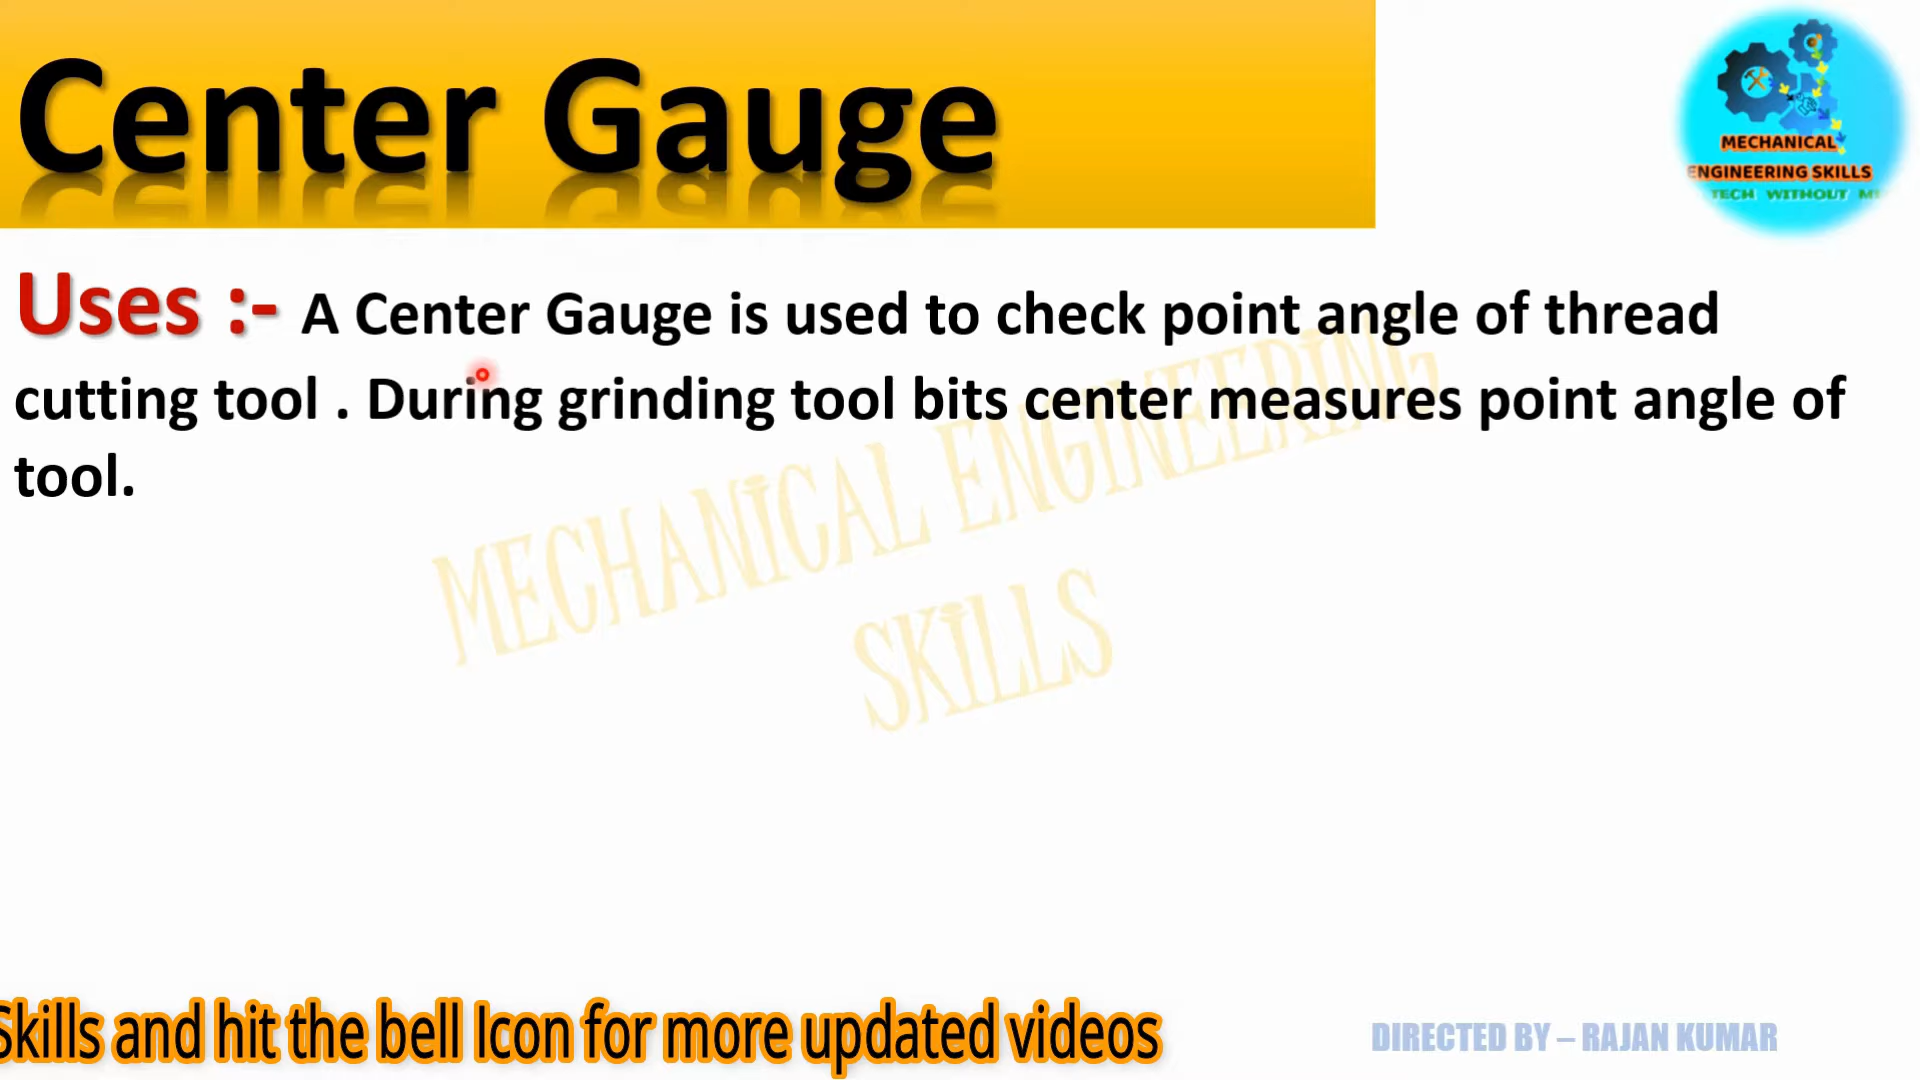 Center Gauge
MECHANICAL
ENGINEERING SKILLS
TECH WITHOUT
Uses :- A Center Gauge is used to check point angle of thread
cutting tool . During grinding tool bits center measures point angle of
tool.
MECHANICAL ENGINEERING
SKILLS
Skills and hit the bell Icon for more updated videos
DIRECTED BY – RAJAN KUMAR